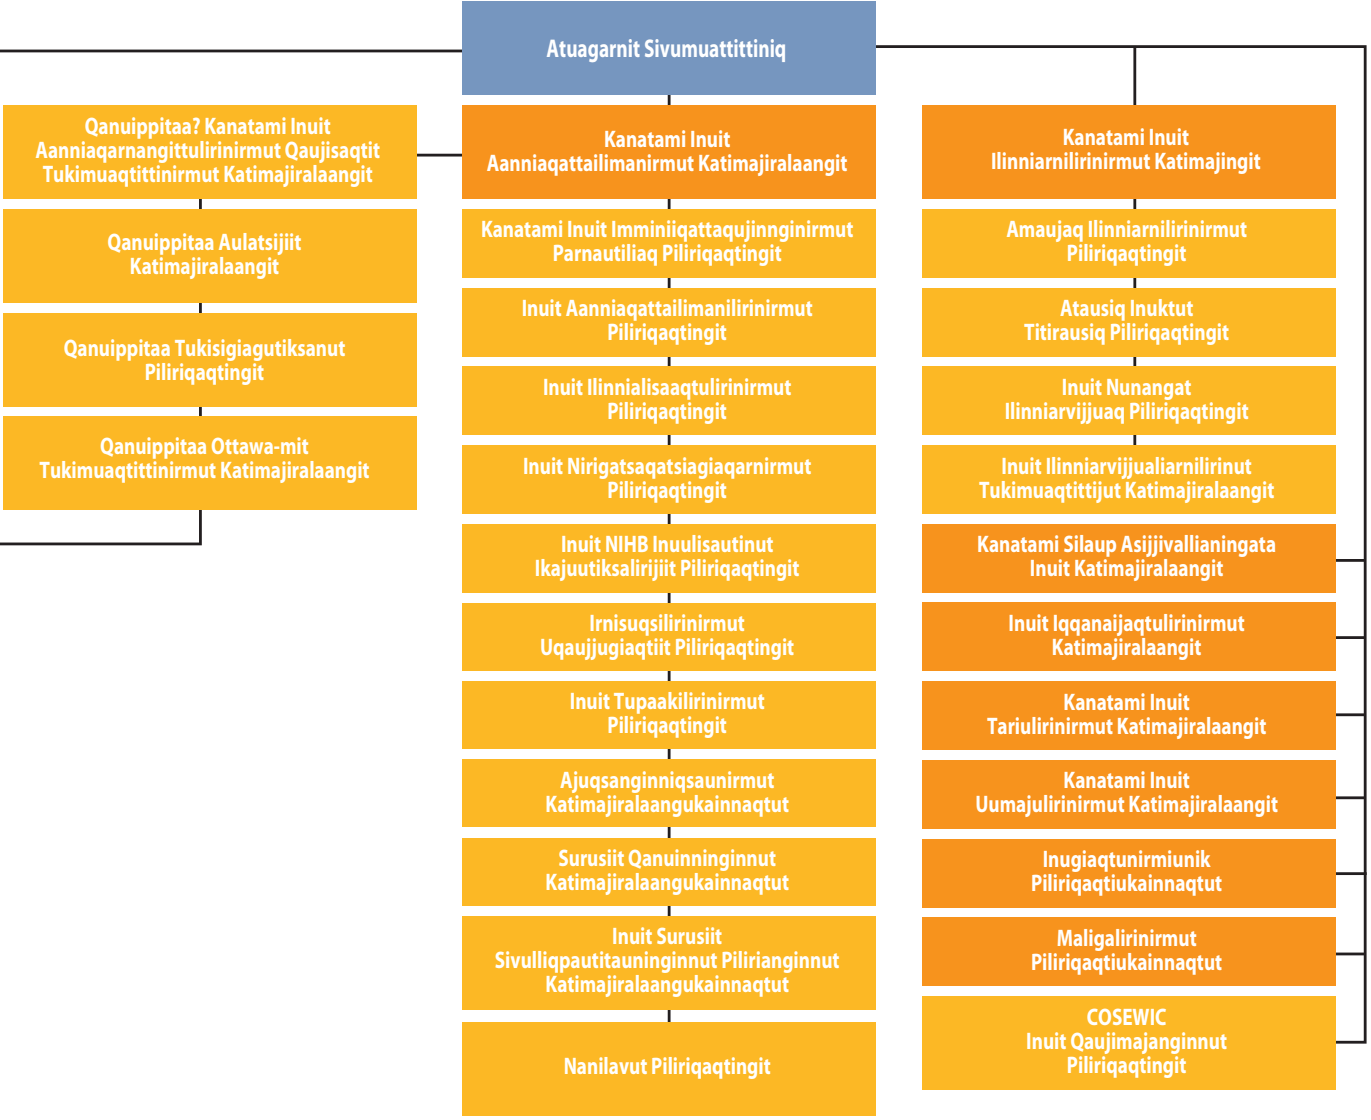 Atuagarnit Sivumuattittiniq
Qanuippitaa? Kanatami Inuit
Aanniaqarnangittulirinirmut Qaujisaqtit
Tukimuaqtittinirmut Katimajiralaangit
Qanuippitaa Aulatsijiit
Katimajiralaangit
Qanuippitaa Tukisigiagutiksanut
Piliriqaqtingit
Qanuippitaa Ottawa-mit
Tukimuaqtittinirmut Katimajiralaangit
Kanatami Inuit
Aanniaqattailimanirmut Katimajiralaangit
Kanatami Inuit Imminiiqattaqujinnginirmut
Parnautiliaq Piliriqaqtingit
Inuit Aanniaqattailimanilirinirmut
Piliriqaqtingit
Inuit Ilinnialisaaqtulirinirmut
Piliriqaqtingit
Inuit Nirigatsaqatsiagiaqarnirmut
Piliriqaqtingit
Inuit NIHB Inuulisautinut
Ikajuutiksalirijiit Piliriqaqtingit
Irnisuqsilirinirmut
Uqaujjugiaqtiit Piliriqaqtingit
Inuit Tupaakilirinirmut
Piliriqaqtingit
Ajuqsanginniqsaunirmut
Katimajiralaangukainnaqtut
Surusiit Qanuinninginnut
Katimajiralaangukainnaqtut
Inuit Surusiit
Sivulliqpautitauninginnut Pilirianginnut
Katimajiralaangukainnaqtut
Nanilavut Piliriqaqtingit
Kanatami Inuit
Ilinniarnilirinirmut Katimajingit
Amaujaq Ilinniarnilirinirmut
Piliriqaqtingit
Atausiq Inuktut
Titirausiq Piliriqaqtingit
Inuit Nunangat
Ilinniarvijjuaq Piliriqaqtingit
Inuit Ilinniarvijjualiarnilirinut
Tukimuaqtittijut Katimajiralaangit
Kanatami Silaup Asijjivallianingata
Inuit Katimajiralaangit
Inuit Iqqanaijaqtulirinirmut
Katimajiralaangit
Kanatami Inuit
Tariulirinirmut Katimajiralaangit
Kanatami Inuit
Uumajulirinirmut Katimajiralaangit
Inugiaqtunirmiunik
Piliriqaqtiukainnaqtut
Maligalirinirmut
Piliriqaqtiukainnaqtut
COSEWIC
Inuit Qaujimajanginnut
Piliriqaqtingit